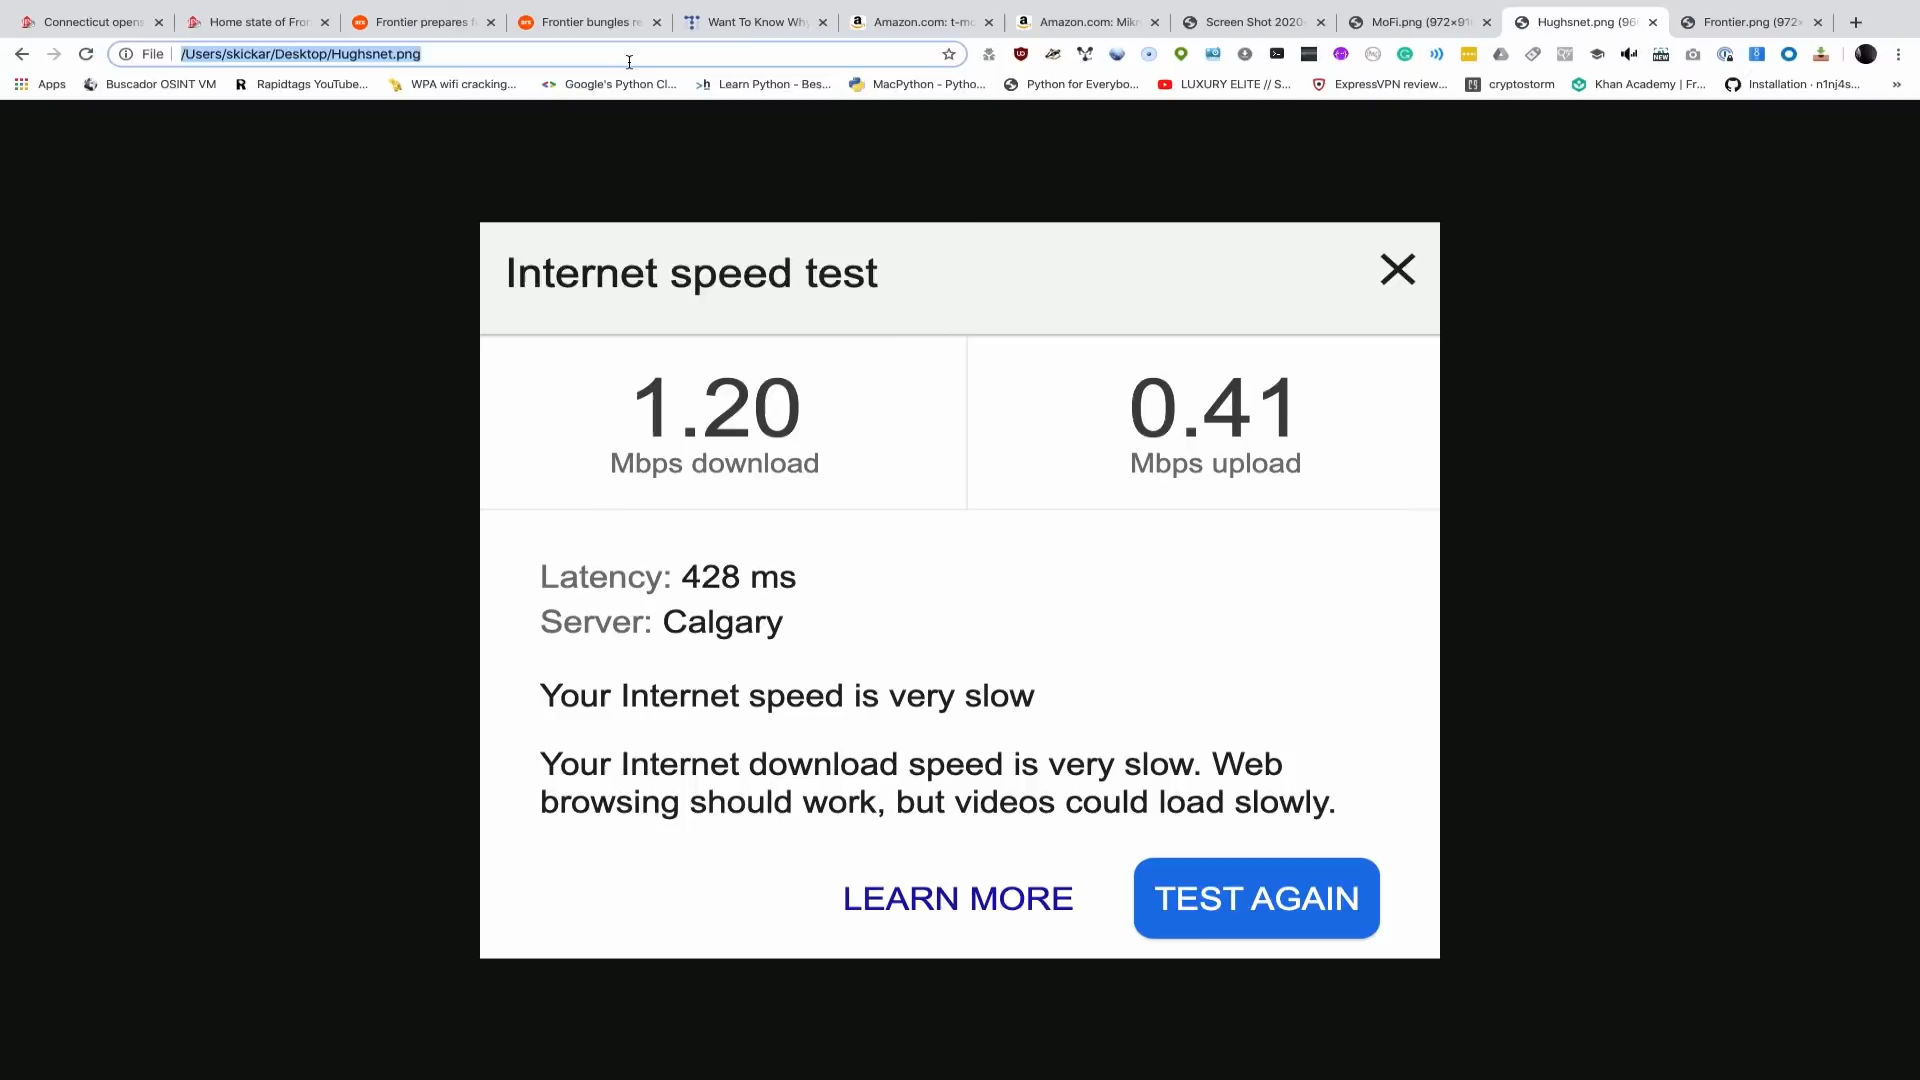 Connecticut opens
Home state of Fron
Frontier prepares f
Frontier bungles re
Want To Know Why
Amazon.com: t-mo
Amazon.com: Mikr
Screen Shot 2020-
MoFi.png (972×916
Hughsnet.png (960
Frontier.png (972×
File /Users/skickar/Desktop/Hughsnet.png
Apps
Buscador OSINT VM
Rapidtags YouTube...
WPA wifi cracking...
Google's Python Cl...
Learn Python - Bes...
MacPython - Pytho...
Python for Everybo...
LUXURY ELITE // S...
ExpressVPN review...
cryptostorm
Khan Academy | Fr...
Installation · n1nj4s...
Internet speed test
1.20
Mbps download
0.41
Mbps upload
Latency: 428 ms
Server: Calgary
Your Internet speed is very slow
Your Internet download speed is very slow. Web
browsing should work, but videos could load slowly.
LEARN MORE
TEST AGAIN